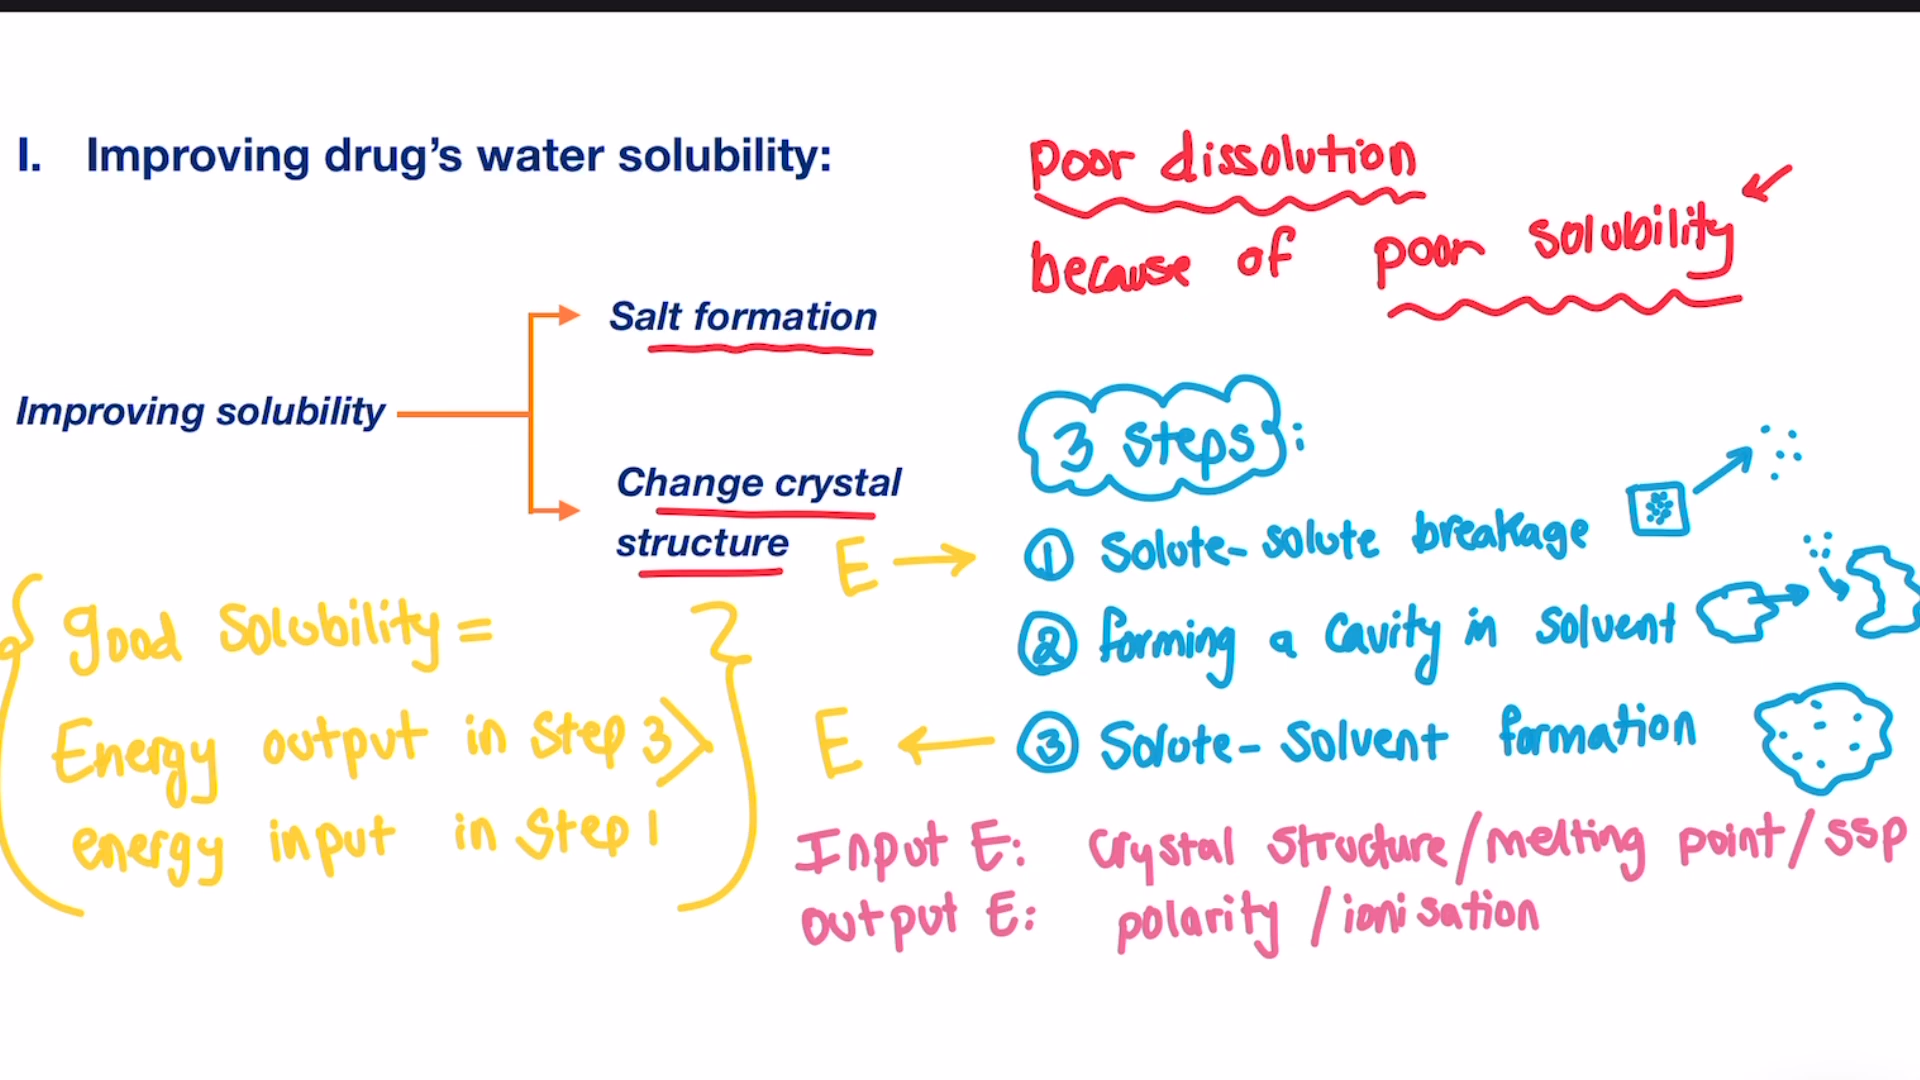 I. Improving drug's water solubility:
poor dissolution
because of poor solubility
Improving solubility
Salt formation
Change crystal
structure
3 steps:
E → ① solute-solute breakage
② forming a cavity in solvent
E ← ③ solute-solvent formation
good solubility =
Energy output in step 3 >
energy input in step 1
Input E: crystal structure/melting point/ssp
output E: polarity/ionisation